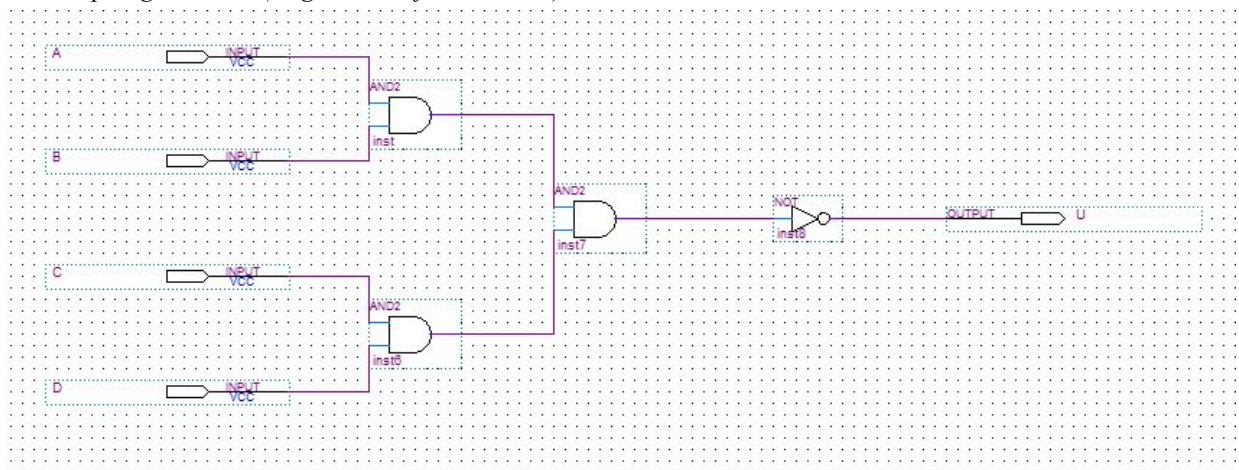 A
INPUT
VCC
AND2
inst
B
INPUT
VCC
AND2
inst7
NOT
inst8
OUTPUT
U
C
INPUT
VCC
AND2
inst6
D
INPUT
VCC